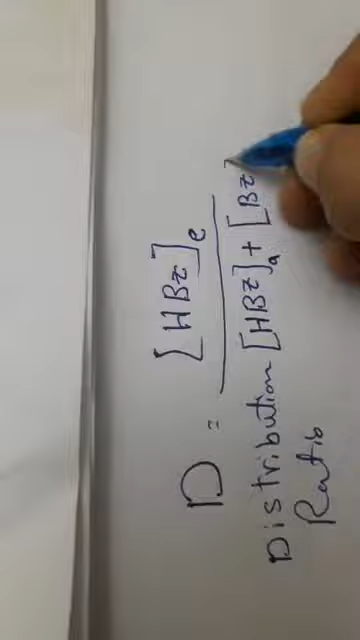 [HBz]e
D =
[HBz]a + [Bz
Distribution
Ratio